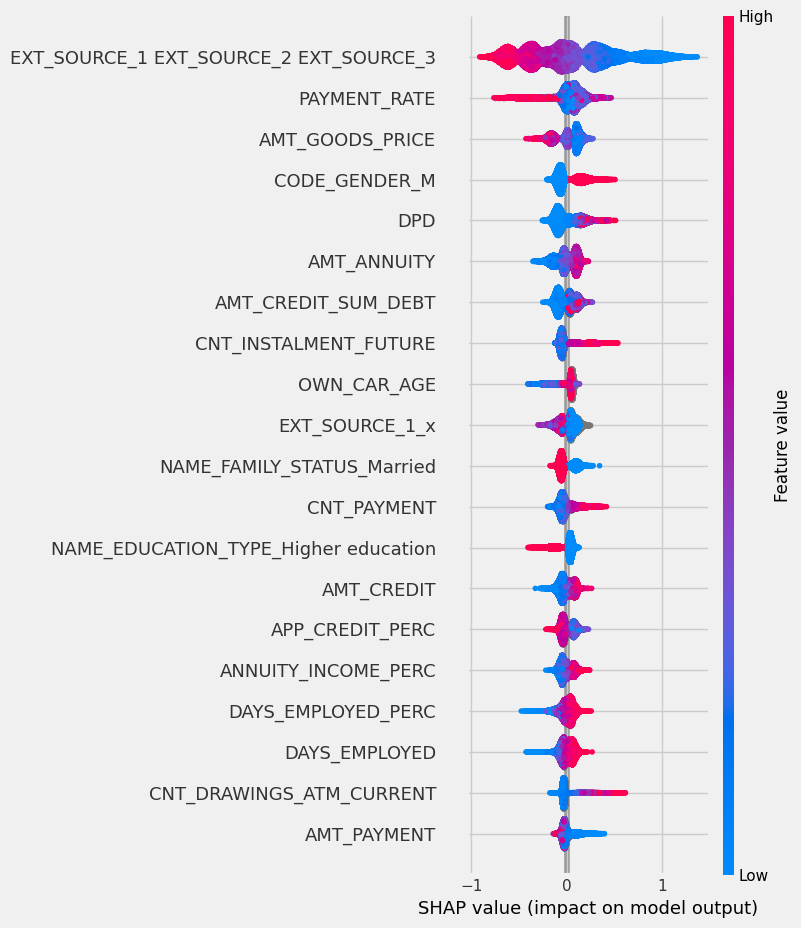 High
EXT_SOURCE_1 EXT_SOURCE_2 EXT_SOURCE_3
PAYMENT_RATE
AMT_GOODS_PRICE
CODE_GENDER_M
DPD
AMT_ANNUITY
AMT_CREDIT_SUM_DEBT
CNT_INSTALMENT_FUTURE
OWN_CAR_AGE
EXT_SOURCE_1_x
NAME_FAMILY_STATUS_Married
CNT_PAYMENT
NAME_EDUCATION_TYPE_Higher education
AMT_CREDIT
APP_CREDIT_PERC
ANNUITY_INCOME_PERC
DAYS_EMPLOYED_PERC
DAYS_EMPLOYED
CNT_DRAWINGS_ATM_CURRENT
AMT_PAYMENT
Feature value
Low
−1 0 1
SHAP value (impact on model output)